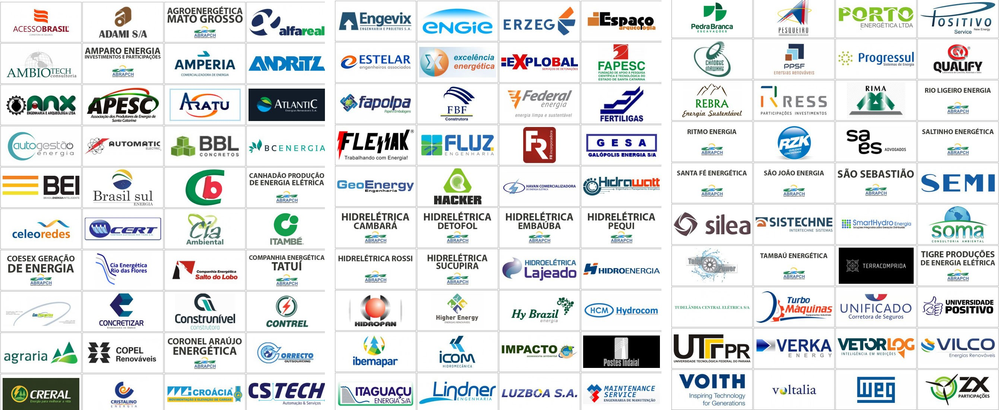 ACESSOBRASIL
CORRETORA DE SEGUROS
ADAMI S/A
AGROENERGÉTICA
MATO GROSSO
ABRAPCH
alfareal
AMBIOTECH
consultoria
AMPARO ENERGIA
INVESTIMENTOS E PARTICIPAÇÕES
ABRAPCH
AMPERIA
COMERCIALIZADORA DE ENERGIA
ANDRITZ
anx
ENGENHARIA E ARQUEOLOGIA LTDA
APESC
Associação dos Produtores de Energia de
Santa Catarina
ARATU
ATLANTIC
Energias Renováveis S.A.
autogestão
energia
AUTOMATIC
ELECTRIC
BBL
CONCRETOS
BCENERGIA
BEI
BRASILENERGIAINTELIGENTE
Brasil sul
ENERGIA
Cb
CANHADÃO PRODUÇÃO
DE ENERGIA ELÉTRICA
ABRAPCH
celeoredes
CERT
CENTRAIS ELÉTRICAS RIO TIGRE S.A.
Cia
Ambiental
ITAMBÉ
COESEX GERAÇÃO
DE ENERGIA
ABRAPCH
Cia Energética
Rio das Flores
Companhia Energética
Salto do Lobo
COMPANHIA ENERGÉTICA
TATUÍ
ABRAPCH
ConEnergética
CONCRETIZAR
ENGENHARIA DE OBRAS
Construnível
construtora
CONTREL
agraria
COPEL
Renováveis
CORONEL ARAÚJO
ENERGÉTICA
ABRAPCH
CORRECTO
OUTSOURCING
CRERAL
Energia para melhorar a vida
CRISTALINO
ENERGIA
CROÁCIA
MOVIMENTAÇÃO E ELEVAÇÃO DE CARGAS
CSTECH
Automação & Serviços
Engevix
ENGENHARIA E PROJETOS S.A.
ENGIE
ERZEG
Espaço
arqueologia
ESTELAR
engenheiros associados
excelência
energética
EXPLOBAL
SERVIÇOS DE DETONAÇÕES
FAPESC
FUNDAÇÃO DE APOIO À PESQUISA
CIENTÍFICA E TECNOLÓGICA DO
ESTADO DE SANTA CATARINA
fapolpa
Papel e Embalagens
FBF
Construtora
Federal
energia
energia limpa e sustentável
FERTILIGAS
FLEMAK®
Trabalhando com Energia!
FLUZ
ENGENHARIA
FR
FR incorporadora
GESA
GALÓPOLIS ENERGIA S/A
GeoEnergy
Engenharia
HACKER
HAVAN COMERCIALIZADORA
DE ENERGIA ELÉTRICA
Hidrawatt
Engenharia e Planejamento Energético
HIDRELÉTRICA
CAMBARÁ
ABRAPCH
HIDRELÉTRICA
DETOFOL
ABRAPCH
HIDRELÉTRICA
EMBAÚBA
ABRAPCH
HIDRELÉTRICA
PEQUI
ABRAPCH
HIDRELÉTRICA ROSSI
ABRAPCH
HIDRELÉTRICA
SUCUPIRA
ABRAPCH
HIDROELÉTRICA
Lajeado
HIDROENERGIA
HIDROPAN
Higher Energy
ENERGIAS RENOVÁVEIS
Hy Brazil
energia
HCM Hydrocom
ibemapar
iCOM
HIDROMECÂNICA
IMPACTO
assessoria ambiental
Postes Indaial
ITAGUAÇU
ENERGIA S/A
Lindner
ENGENHARIA
LUZBOA S.A.
MAINTENANCE
SERVICE
ENGENHARIA DE MANUTENÇÃO
PedraBranca
ESCAVAÇÕES
PESQUEIRO
PORTO
ENERGÉTICA LTDA
POSITIVO
New Energy
Service
СИЛОВЫЕ
МАШИНЫ
PPSF
ENERGIAS RENOVÁVEIS
Progressul
Sistemas de Energia
QUALIFY®
Laboratório de Concreto, Materiais e Solos
REBRA
Energia Sustentável
RRESS
PARTICIPAÇÕES INVESTIMENTOS
RIMA
RIO LIGEIRO ENERGIA
ABRAPCH
RITMO ENERGIA
ABRAPCH
RZK
QUALIDADE
CONCENTRADA
sa
es ADVOGADOS
SALTINHO ENERGÉTICA
ABRAPCH
SANTA FÉ ENERGÉTICA
ABRAPCH
SÃO JOÃO ENERGIA
ABRAPCH
SÃO SEBASTIÃO
ABRAPCH
SEMI
silea
SISTECHNE
INTERTECHNE SISTEMAS
SmartHydro Energia
Soluções Integradas para Geração Distribuída
soma
CONSULTORIA AMBIENTAL
Power
TAMBAÚ ENERGÉTICA
ABRAPCH
TERRACOMPRIDA
TIGRE PRODUÇÕES
DE ENERGIA ELÉTRICA
ABRAPCH
TUDELÂNDIA CENTRAL ELÉTRICA S/A
Turbo
Máquinas
Equipamentos Industriais
UNIFICADO
Corretora de Seguros
UNIVERSIDADE
POSITIVO
UTFPR
UNIVERSIDADE TECNOLÓGICA FEDERAL DO PARANÁ
VERKA
ENERGY
VETORLOG
INTELIGÊNCIA EM MEDIÇÕES
VILCO
Energias Renováveis
VOITH
Inspiring Technology
for Generations
voltalia
WEG
ZX
PARTICIPAÇÕES